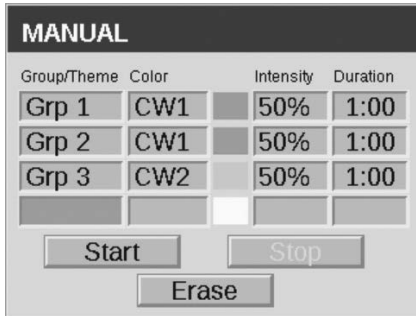 MANUAL
Group/Theme Color Intensity Duration
Grp 1 CW1 50% 1:00
Grp 2 CW1 50% 1:00
Grp 3 CW2 50% 1:00
Start Stop
Erase